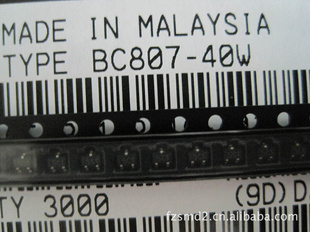 MADE IN MALAYSIA
TYPE BC807-40W
TY 3000
(9D)D
fzsmd2.cn.alibaba.com